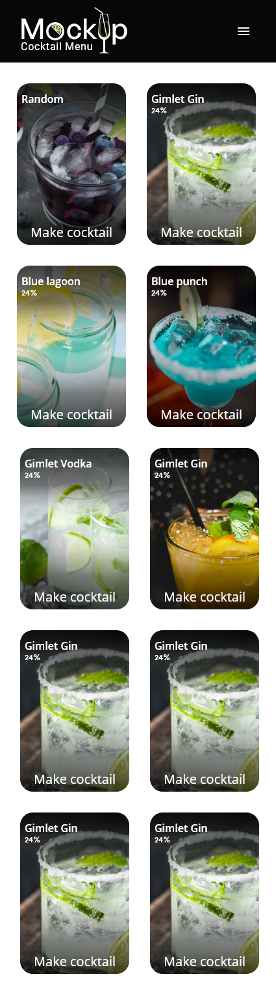 Mockup
Cocktail Menu
Random
Make cocktail
Gimlet Gin
24%
Make cocktail
Blue lagoon
24%
Make cocktail
Blue punch
24%
Make cocktail
Gimlet Vodka
24%
Make cocktail
Gimlet Gin
24%
Make cocktail
Gimlet Gin
24%
Make cocktail
Gimlet Gin
24%
Make cocktail
Gimlet Gin
24%
Make cocktail
Gimlet Gin
24%
Make cocktail